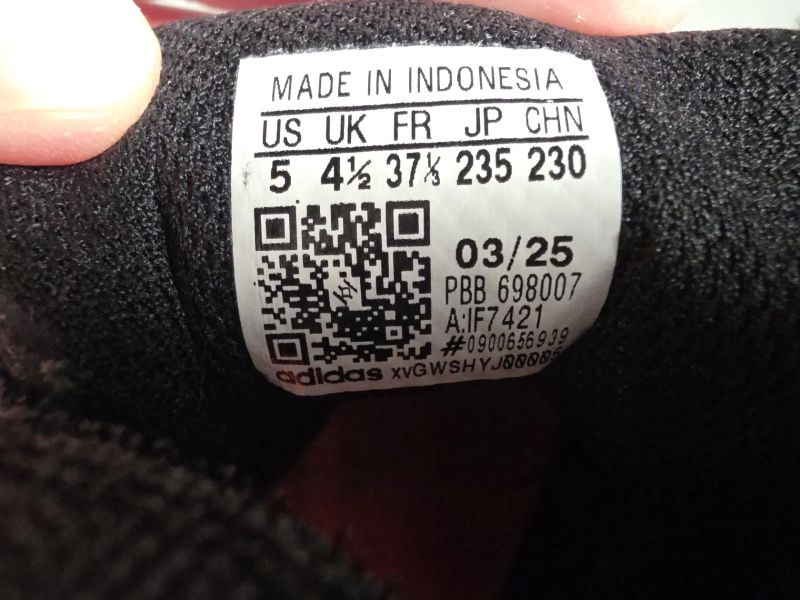 MADE IN INDONESIA
US UK FR JP CHN
5 4½ 37⅓ 235 230
03/25
PBB 698007
A:IF7421
#0900656939
adidas